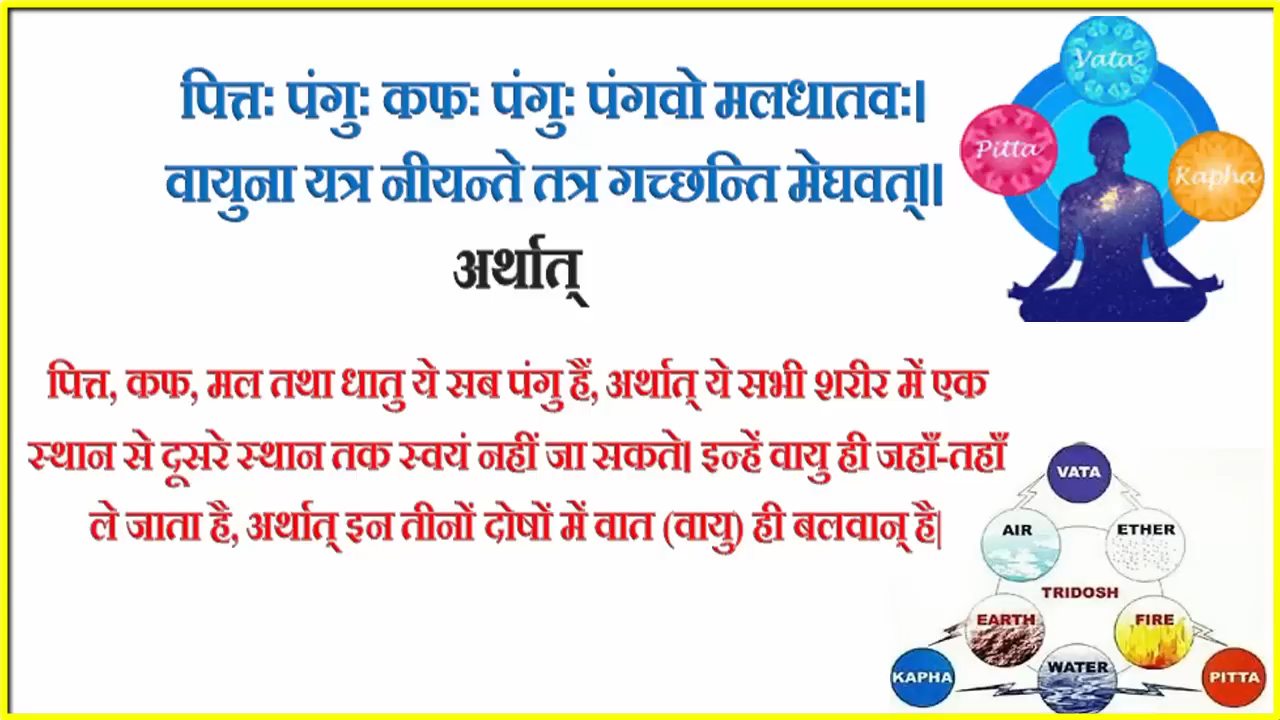 पित्तः पंगुः कफः पंगुः पंगवो मलधातवः।
वायुना यत्र नीयन्ते तत्र गच्छन्ति मेघवत्॥
अर्थात्
पित्त, कफ, मल तथा धातु ये सब पंगु हैं, अर्थात् ये सभी शरीर में एक
स्थान से दूसरे स्थान तक स्वयं नहीं जा सकते। इन्हें वायु ही जहाँ-तहाँ
ले जाता है, अर्थात् इन तीनों दोषों में वात (वायु) ही बलवान् है|
Vata
Pitta
Kapha
VATA
AIR
ETHER
TRIDOSH
EARTH
FIRE
WATER
KAPHA
PITTA